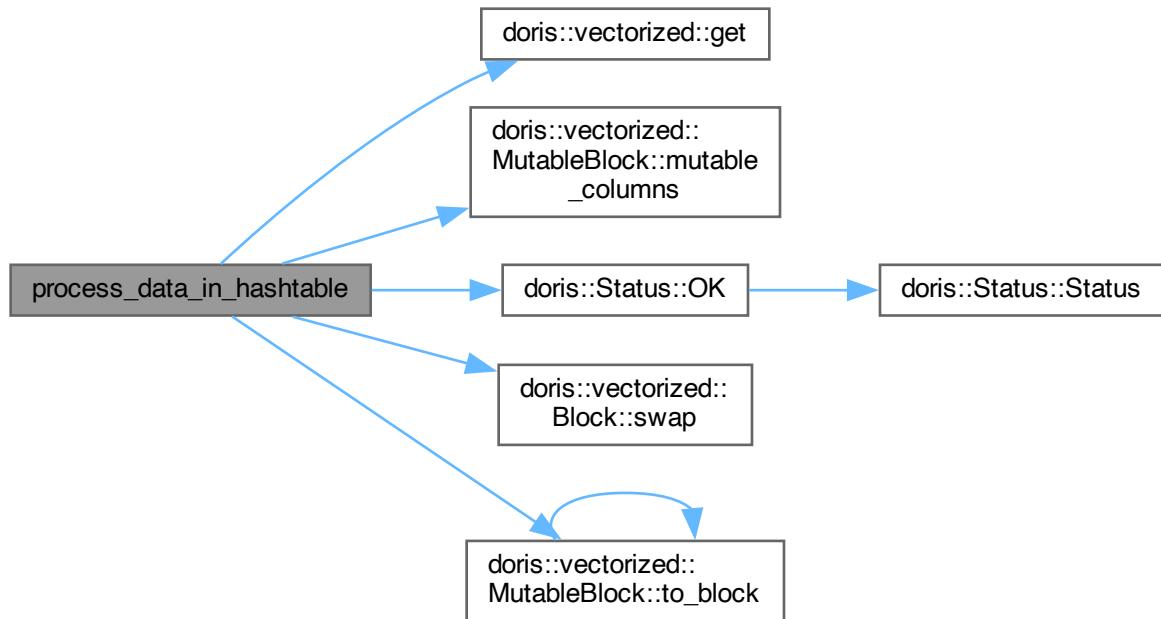 doris::vectorized::get
doris::vectorized::
MutableBlock::mutable
_columns
process_data_in_hashtable
doris::Status::OK
doris::Status::Status
doris::vectorized::
Block::swap
doris::vectorized::
MutableBlock::to_block